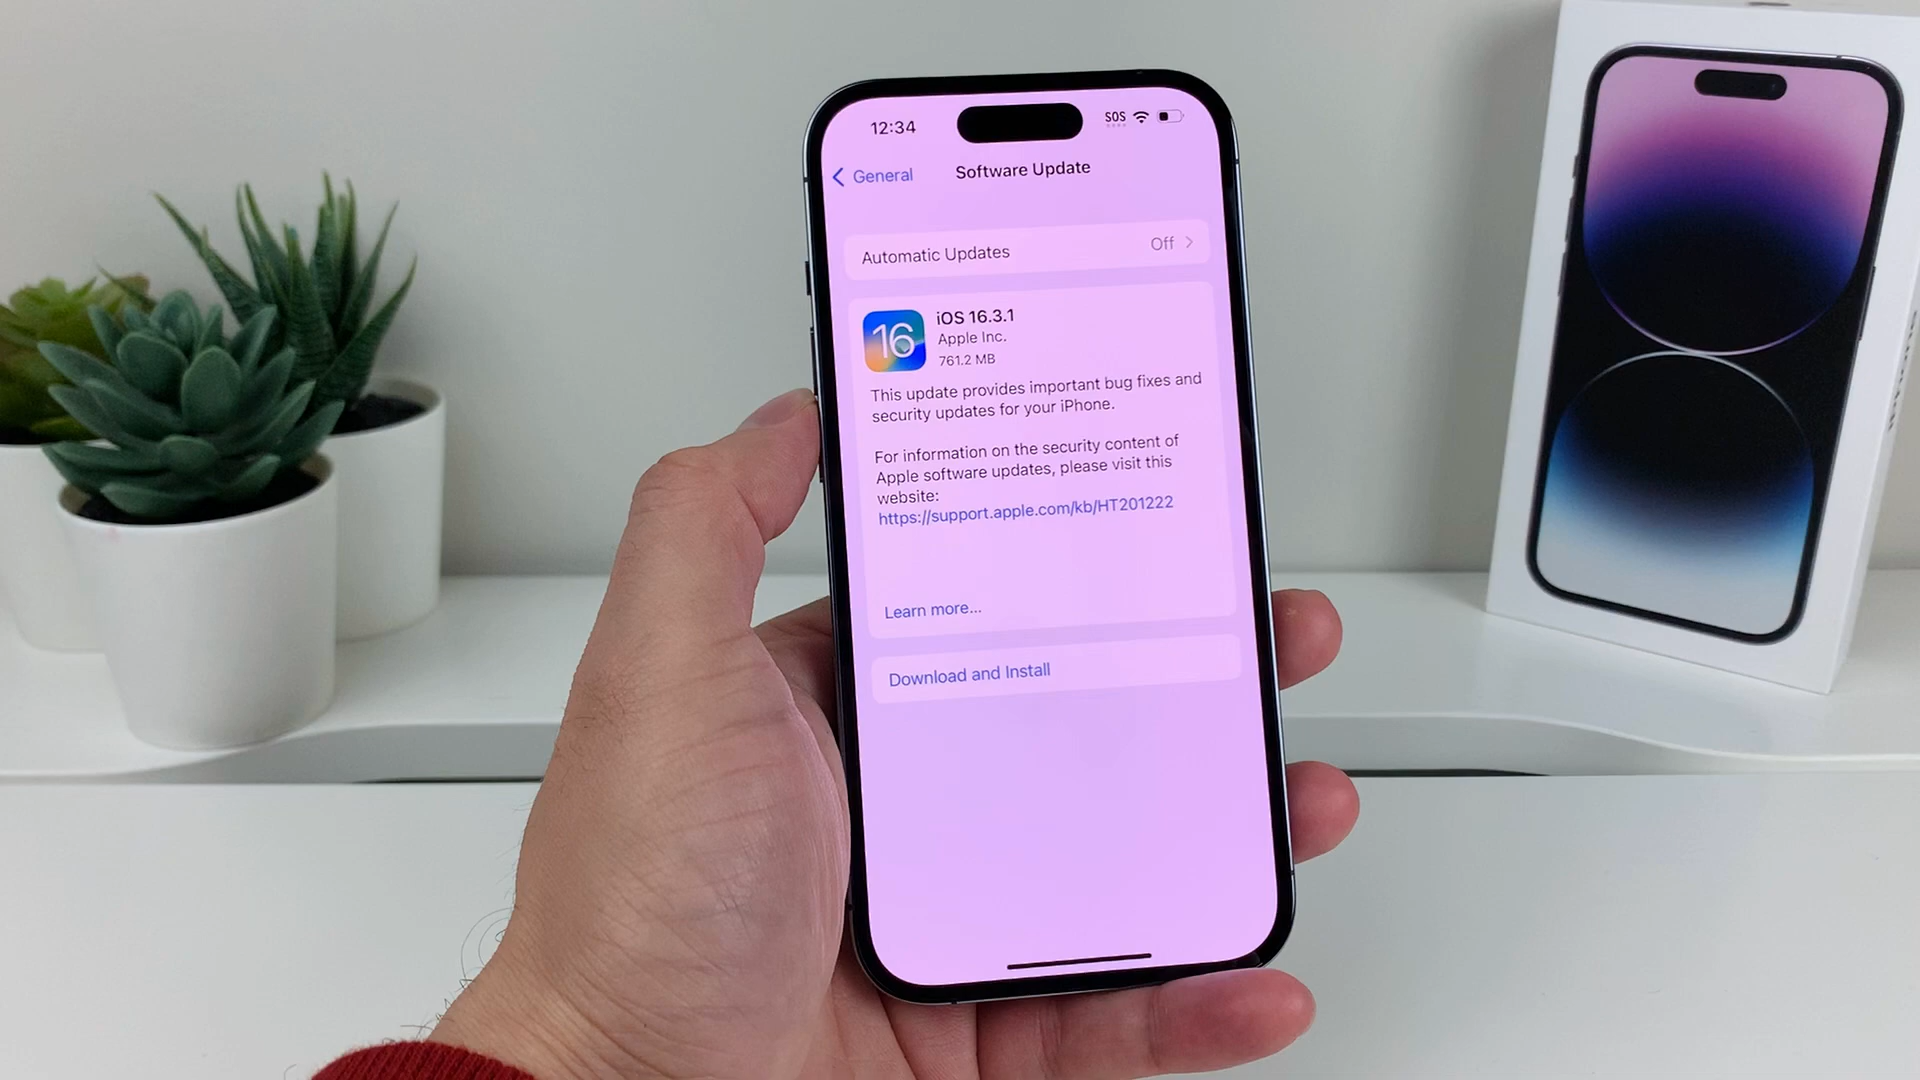 12:34
SOS
General
Software Update
Automatic Updates
Off
16
iOS 16.3.1
Apple Inc.
761.2 MB
This update provides important bug fixes and
security updates for your iPhone.
For information on the security content of
Apple software updates, please visit this
website:
https://support.apple.com/kb/HT201222
Learn more...
Download and Install
iPhone